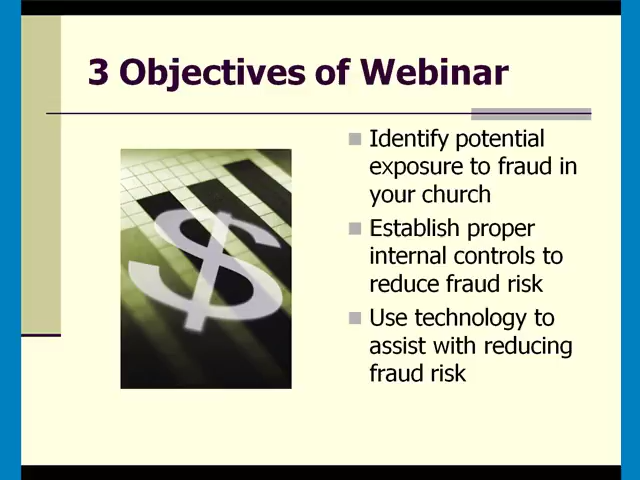 3 Objectives of Webinar
Identify potential
exposure to fraud in
your church
Establish proper
internal controls to
reduce fraud risk
Use technology to
assist with reducing
fraud risk